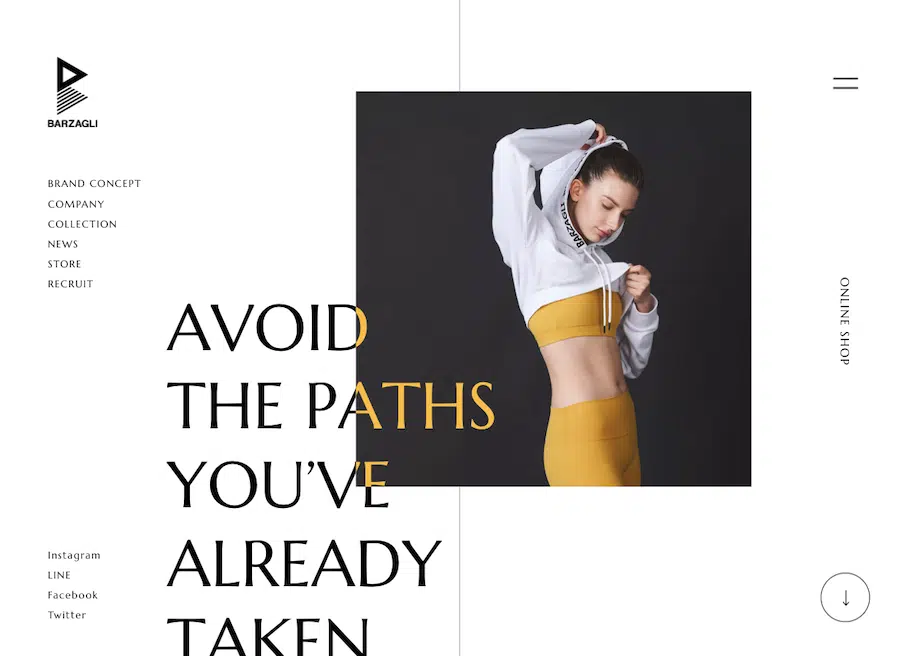 BARZAGLI
BRAND CONCEPT
COMPANY
COLLECTION
NEWS
STORE
RECRUIT
AVOID
THE PATHS
YOU’VE
ALREADY
TAKEN
BARZAGLI
ONLINE SHOP
Instagram
LINE
Facebook
Twitter